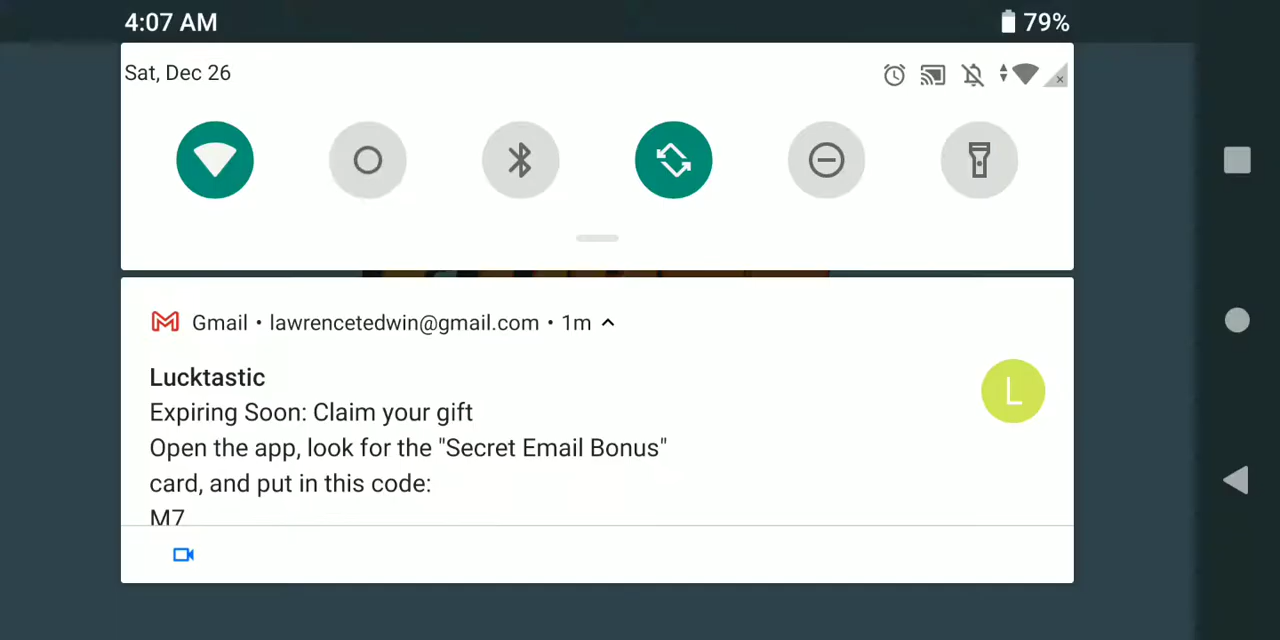 4:07 AM 79%
Sat, Dec 26
Gmail • lawrencetedwin@gmail.com • 1m
Lucktastic
L
Expiring Soon: Claim your gift
Open the app, look for the "Secret Email Bonus"
card, and put in this code:
M7